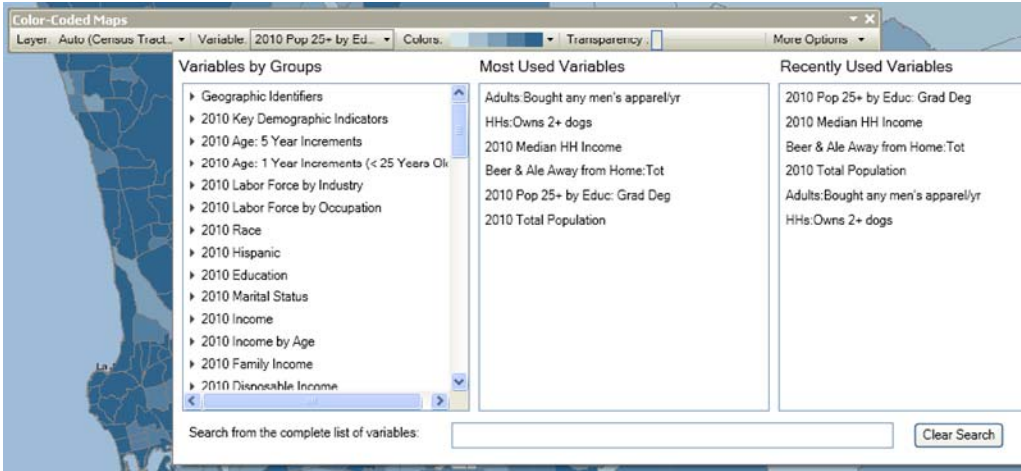 Color-Coded Maps
Layer: Auto (Census Tract... Variable: 2010 Pop 25+ by Ed... Colors: Transparency: More Options
Variables by Groups
Geographic Identifiers
2010 Key Demographic Indicators
2010 Age: 5 Year Increments
2010 Age: 1 Year Increments (< 25 Years Ol
2010 Labor Force by Industry
2010 Labor Force by Occupation
2010 Race
2010 Hispanic
2010 Education
2010 Marital Status
2010 Income
2010 Income by Age
2010 Family Income
2010 Disposable Income
Most Used Variables
Adults:Bought any men's apparel/yr
HHs:Owns 2+ dogs
2010 Median HH Income
Beer & Ale Away from Home:Tot
2010 Pop 25+ by Educ: Grad Deg
2010 Total Population
Recently Used Variables
2010 Pop 25+ by Educ: Grad Deg
2010 Median HH Income
Beer & Ale Away from Home:Tot
2010 Total Population
Adults:Bought any men's apparel/yr
HHs:Owns 2+ dogs
Search from the complete list of variables:
Clear Search